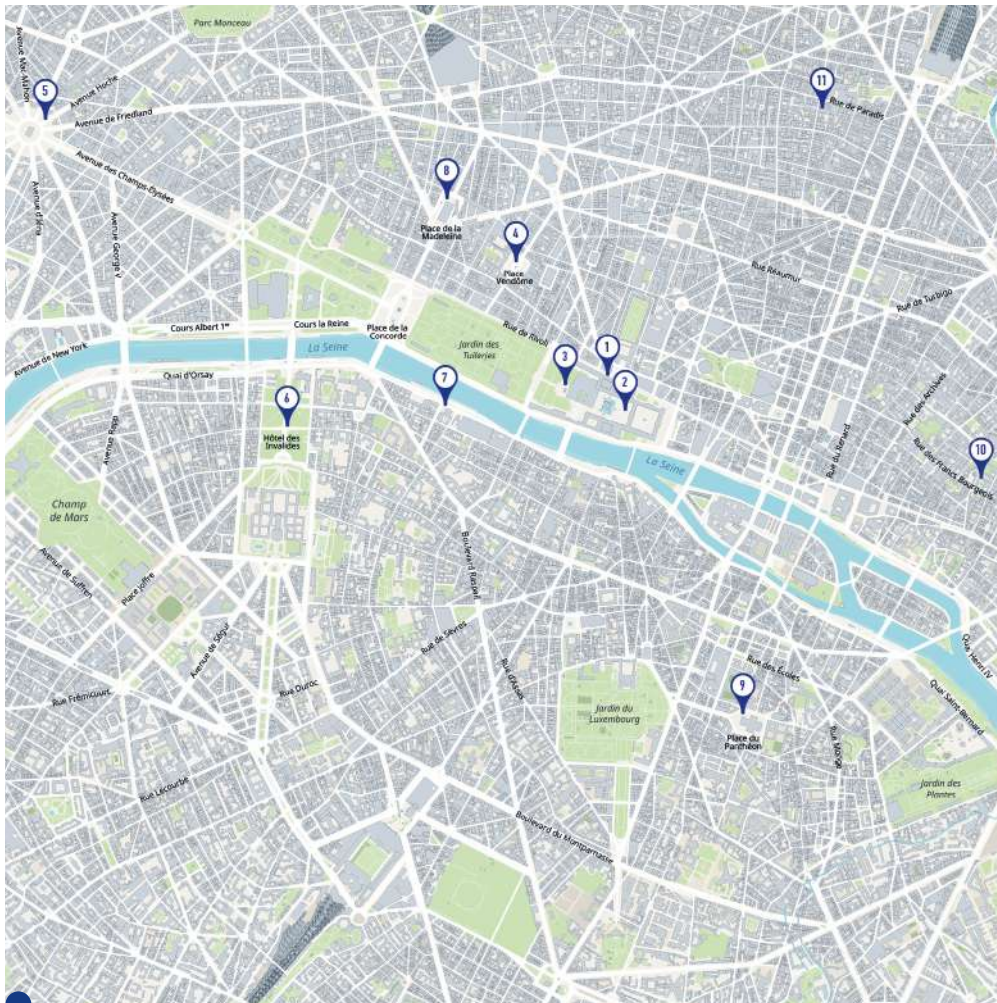 Parc Monceau
Avenue Mac-Mahon
5
Avenue Hoche
11
Rue de Paradis
Avenue de Friedland
Avenue des Champs-Élysées
8
Avenue d'Iéna
Avenue George V
Place de la
Madeleine
4
Place
Vendôme
Rue Réaumur
Rue de Turbigo
Cours Albert 1er
Cours la Reine
Place de la
Concorde
Rue de Rivoli
Avenue de New York
La Seine
Jardin des
Tuileries
1
3
2
Quai d'Orsay
7
6
Rue des Archives
Avenue Rapp
Hôtel des
Invalides
Rue du Renard
Rue des Francs Bourgeois
10
La Seine
Champ
de Mars
Avenue de Suffren
Place Joffre
Boulevard Raspail
Avenue de Ségur
Rue de Sèvres
Quai Henri IV
Rue d'Assas
Rue des Écoles
Rue Frémicourt
Rue Duroc
9
Quai Saint-Bernard
Jardin du
Luxembourg
Place du
Panthéon
Rue Monge
Rue Lecourbe
Jardin des
Plantes
Boulevard du Montparnasse